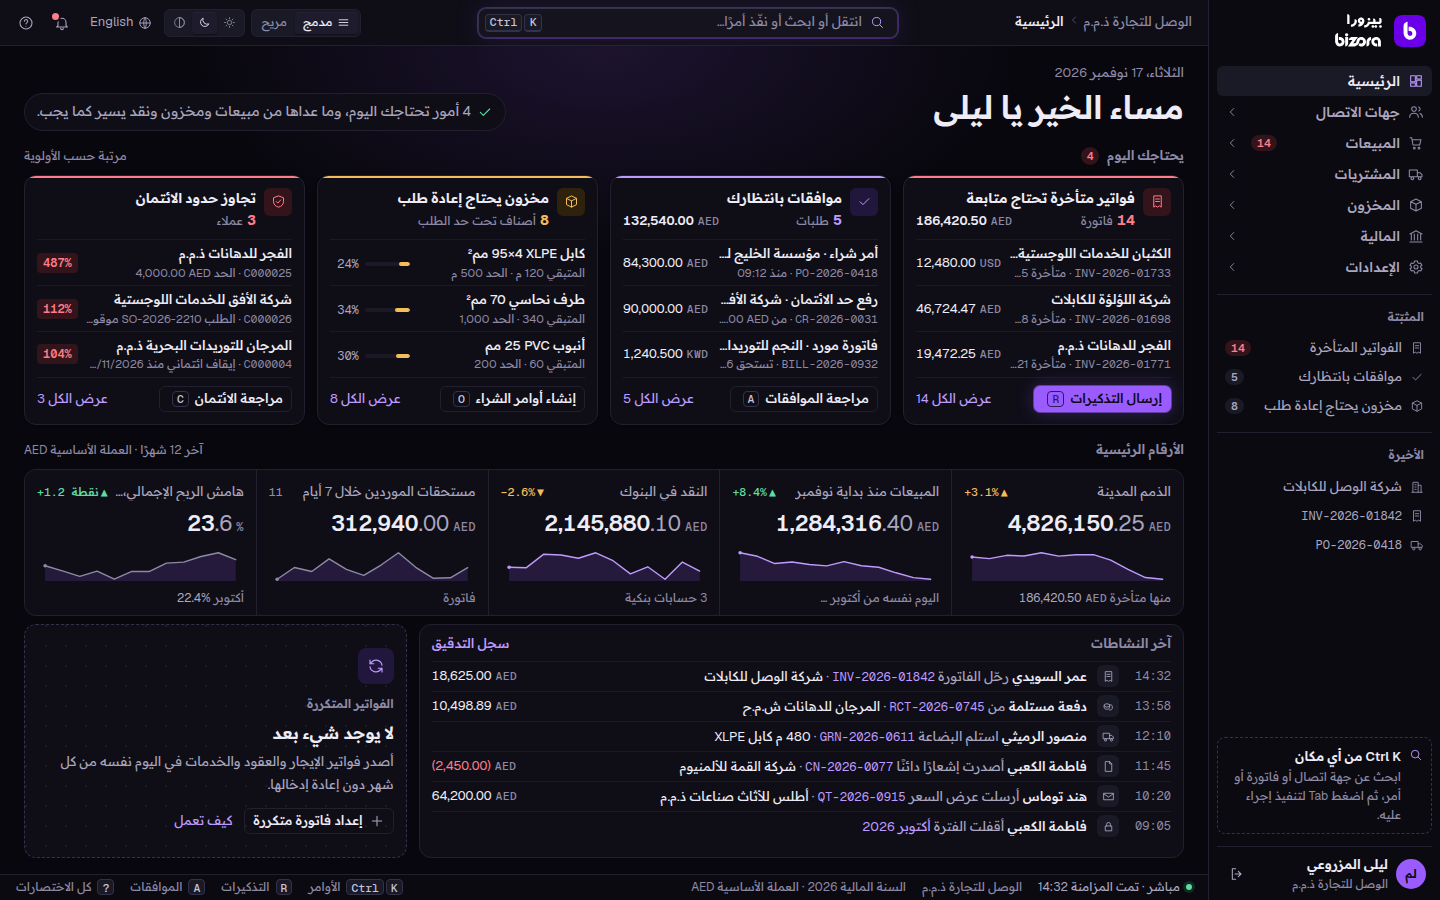 بيزورا
bizora
الرئيسية
جهات الاتصال
المبيعات 14
المشتريات
المخزون
المالية
الإعدادات
المثبتة
الفواتير المتأخرة 14
موافقات بانتظارك 5
مخزون يحتاج إعادة طلب 8
الأخيرة
شركة الوصل للكابلات
INV-2026-01842
PO-2026-0418
Ctrl K من أي مكان
ابحث عن جهة اتصال أو فاتورة أو
أمر، ثم اضغط Tab لتنفيذ إجراء
عليه.
لم
ليلى المزروعي
الوصل للتجارة ذ.م.م
الوصل للتجارة ذ.م.م
الرئيسية
انتقل أو ابحث أو نفّذ أمرًا...
Ctrl K
مدمج
مريح
English
الثلاثاء، 17 نوفمبر 2026
مساء الخير يا ليلى
4 أمور تحتاجك اليوم، وما عداها من مبيعات ومخزون ونقد يسير كما يجب.
يحتاجك اليوم 4
مرتبة حسب الأولوية
فواتير متأخرة تحتاج متابعة
14 فاتورة
186,420.50 AED
الكثبان للخدمات اللوجستية...
12,480.00 USD
INV-2026-01733 · متأخرة 5...
شركة اللؤلؤة للكابلات
46,724.47 AED
INV-2026-01698 · متأخرة 8...
الفجر للدهانات ذ.م.م
19,472.25 AED
INV-2026-01771 · متأخرة 21...
إرسال التذكيرات R
عرض الكل 14
موافقات بانتظارك
5 طلبات
132,540.00 AED
أمر شراء · مؤسسة الخليج لـ...
84,300.00 AED
PO-2026-0418 · منذ 09:12
رفع حد الائتمان · شركة الأفـ...
90,000.00 AED
CR-2026-0031 · من AED 00...
فاتورة مورد · النجم للتوريدا...
1,240.500 KWD
BILL-2026-0932 · تستحق 6...
مراجعة الموافقات A
عرض الكل 5
مخزون يحتاج إعادة طلب
8 أصناف تحت حد الطلب
كابل XLPE 4×95 مم²
المتبقي 120 م · الحد 500 م
24%
طرف نحاسي 70 مم²
المتبقي 340 · الحد 1,000
34%
أنبوب PVC 25 مم
المتبقي 60 · الحد 200
30%
إنشاء أوامر الشراء O
عرض الكل 8
تجاوز حدود الائتمان
3 عملاء
الفجر للدهانات ذ.م.م
C000025 · الحد AED 4,000.00
487%
شركة الأفق للخدمات اللوجستية
C000026 · الطلب SO-2026-2210 موقو...
112%
المرجان للتوريدات البحرية ذ.م.م
C000004 · إيقاف ائتماني منذ 11/2026/...
104%
مراجعة الائتمان C
عرض الكل 3
الأرقام الرئيسية
آخر 12 شهرًا · العملة الأساسية AED
الذمم المدينة
+3.1% ▲
4,826,150.25 AED
منها متأخرة AED 186,420.50
المبيعات منذ بداية نوفمبر
+8.4% ▲
1,284,316.40 AED
اليوم نفسه من أكتوبر ...
النقد في البنوك
−2.6% ▼
2,145,880.10 AED
3 حسابات بنكية
مستحقات الموردين خلال 7 أيام
11
312,940.00 AED
فاتورة
هامش الربح الإجمالي،...
▲ نقطة +1.2
23.6 %
أكتوبر 22.4%
آخر النشاطات
سجل التدقيق
14:32 عمر السويدي رحّل الفاتورة INV-2026-01842 · شركة الوصل للكابلات 18,625.00 AED
13:58 دفعة مستلمة من RCT-2026-0745 · المرجان للدهانات ش.م.ح 10,498.89 AED
12:10 منصور الرميثي استلم البضاعة GRN-2026-0611 · 480 م كابل XLPE
11:45 فاطمة الكعبي أصدرت إشعارًا دائنًا CN-2026-0077 · شركة القمة للألمنيوم (2,450.00) AED
10:20 هند توماس أرسلت عرض السعر QT-2026-0915 · أطلس للأثاث صناعات ذ.م.م 64,200.00 AED
09:05 فاطمة الكعبي أقفلت الفترة أكتوبر 2026
الفواتير المتكررة
لا يوجد شيء بعد
أصدر فواتير الإيجار والعقود والخدمات في اليوم نفسه من كل
شهر دون إعادة إدخالها.
إعداد فاتورة متكررة
كيف تعمل
مباشر · تمت المزامنة 14:32
الوصل للتجارة ذ.م.م
السنة المالية 2026 · العملة الأساسية AED
Ctrl K الأوامر
R التذكيرات
A الموافقات
? كل الاختصارات